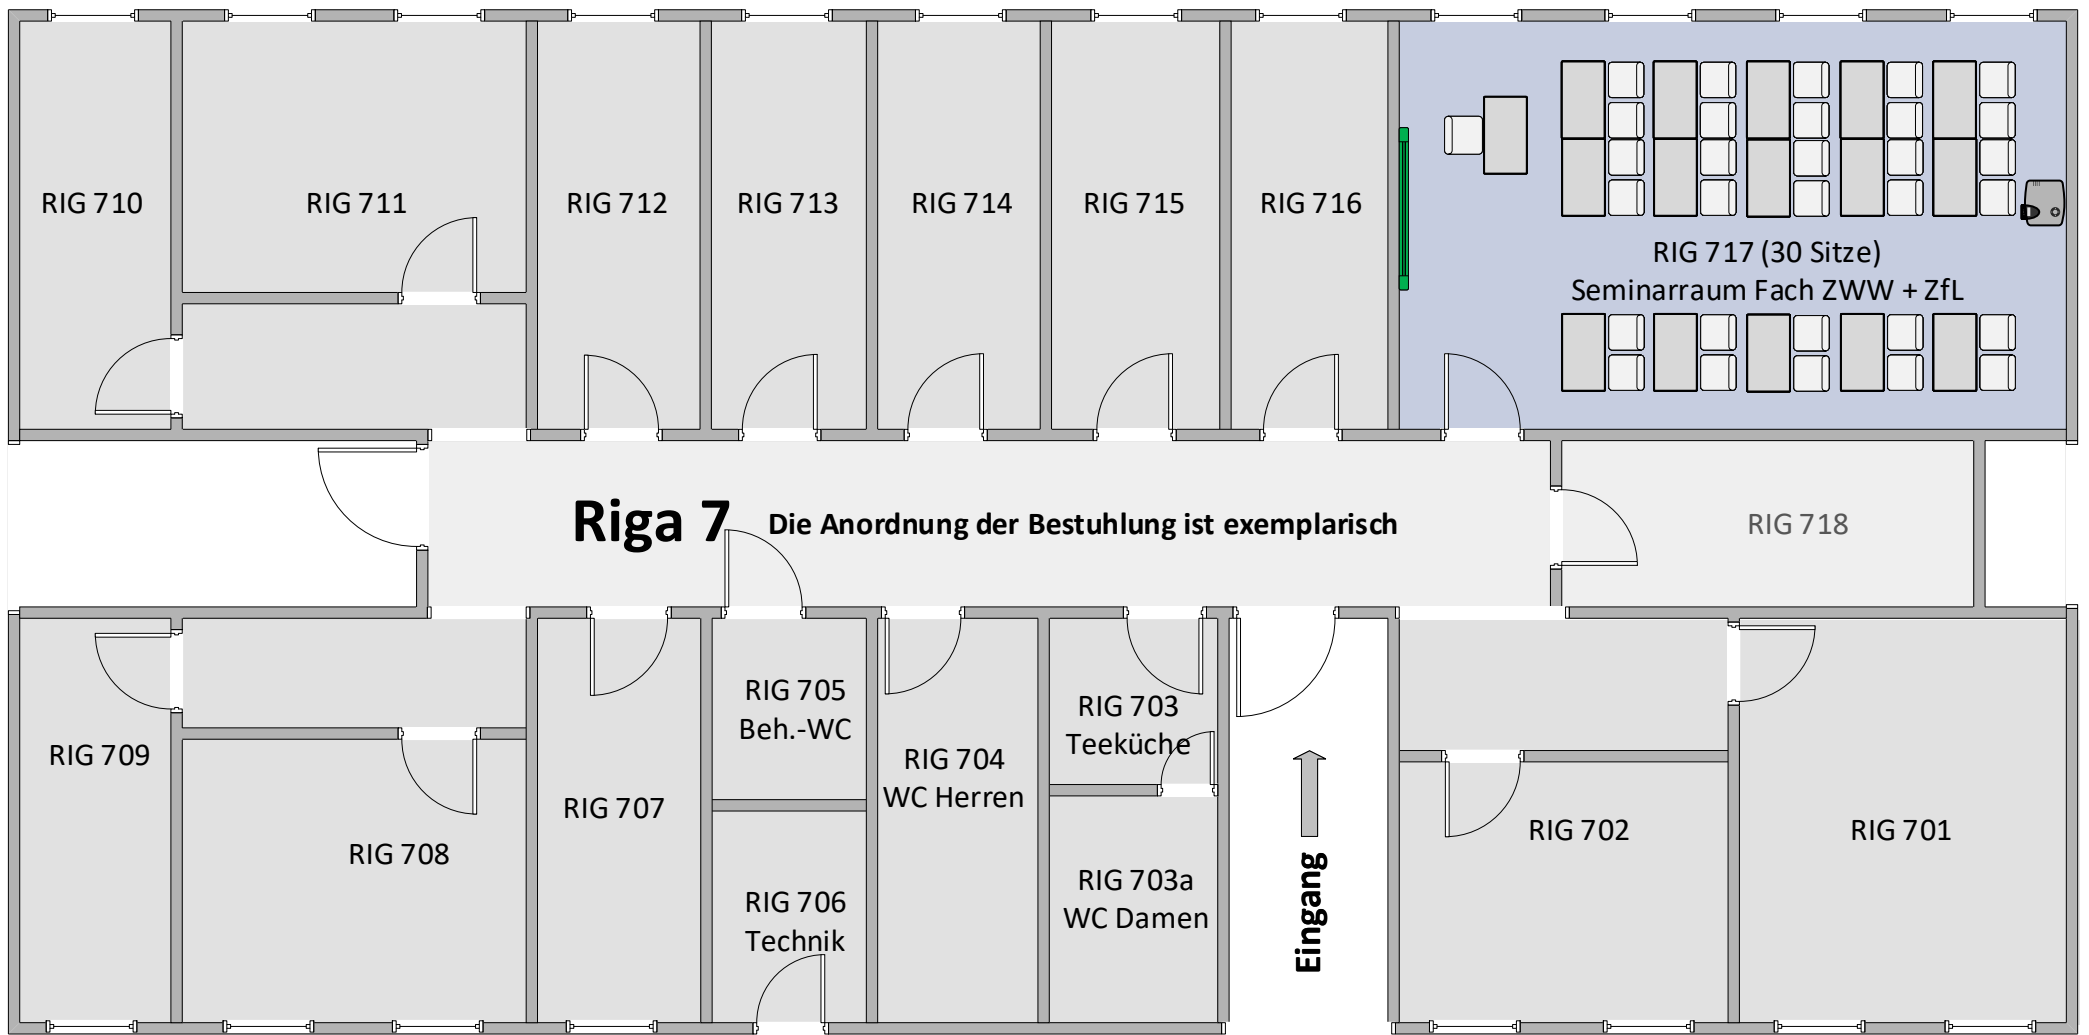 RIG 710
RIG 711
RIG 712
RIG 713
RIG 714
RIG 715
RIG 716
RIG 717 (30 Sitze)
Seminarraum Fach ZWW + ZfL
Riga 7
Die Anordnung der Bestuhlung ist exemplarisch
RIG 718
RIG 709
RIG 708
RIG 707
RIG 705
Beh.-WC
RIG 706
Technik
RIG 704
WC Herren
RIG 703
Teeküche
RIG 703a
WC Damen
Eingang
RIG 702
RIG 701